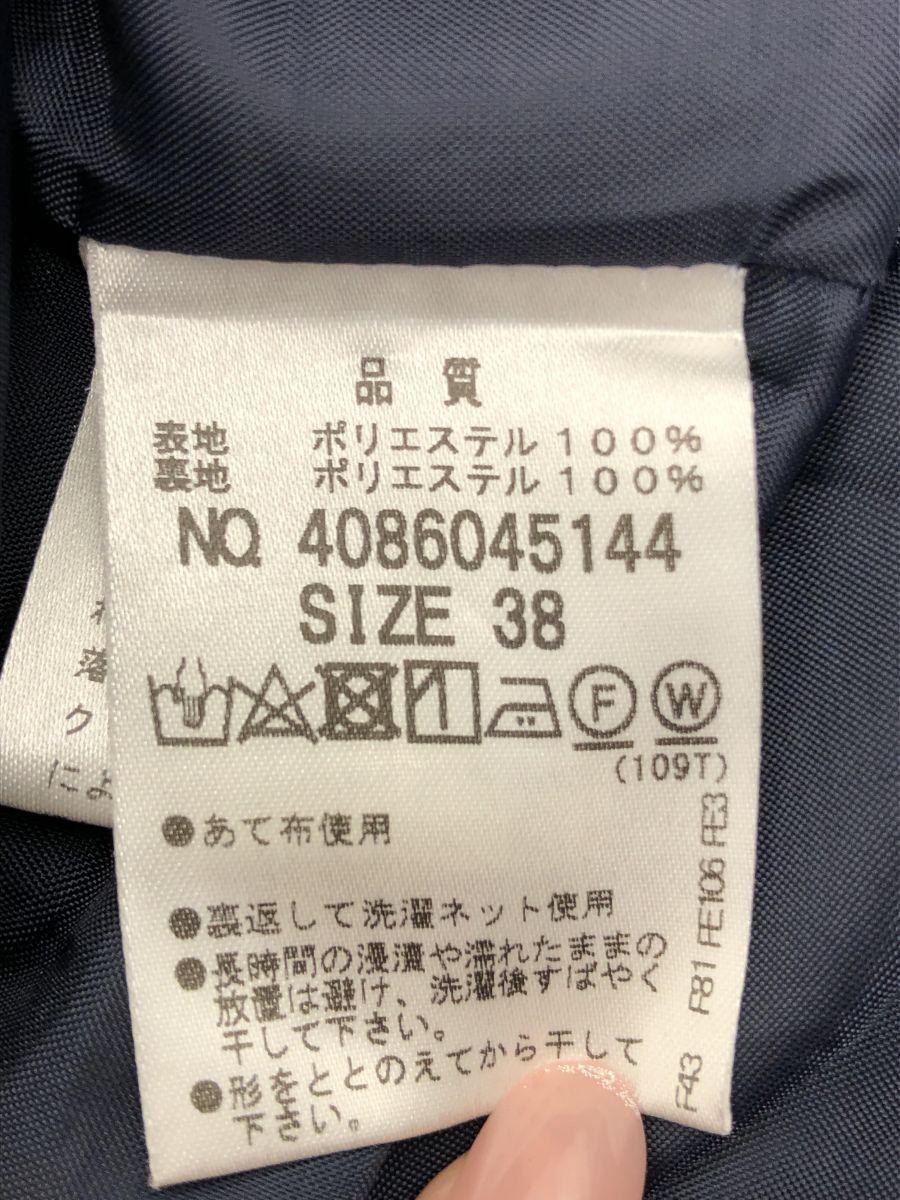 品質
表地 ポリエステル100%
裏地 ポリエステル100%
NO. 4086045144
SIZE 38
F W
(109T)
●あて布使用
●裏返して洗濯ネット使用
●長時間の浸漬や濡れたままの
放置は避け、洗濯後すばやく
干して下さい。
●形をととのえてから干して
下さい。
F43 F81 FE106 FE33
ク
によ